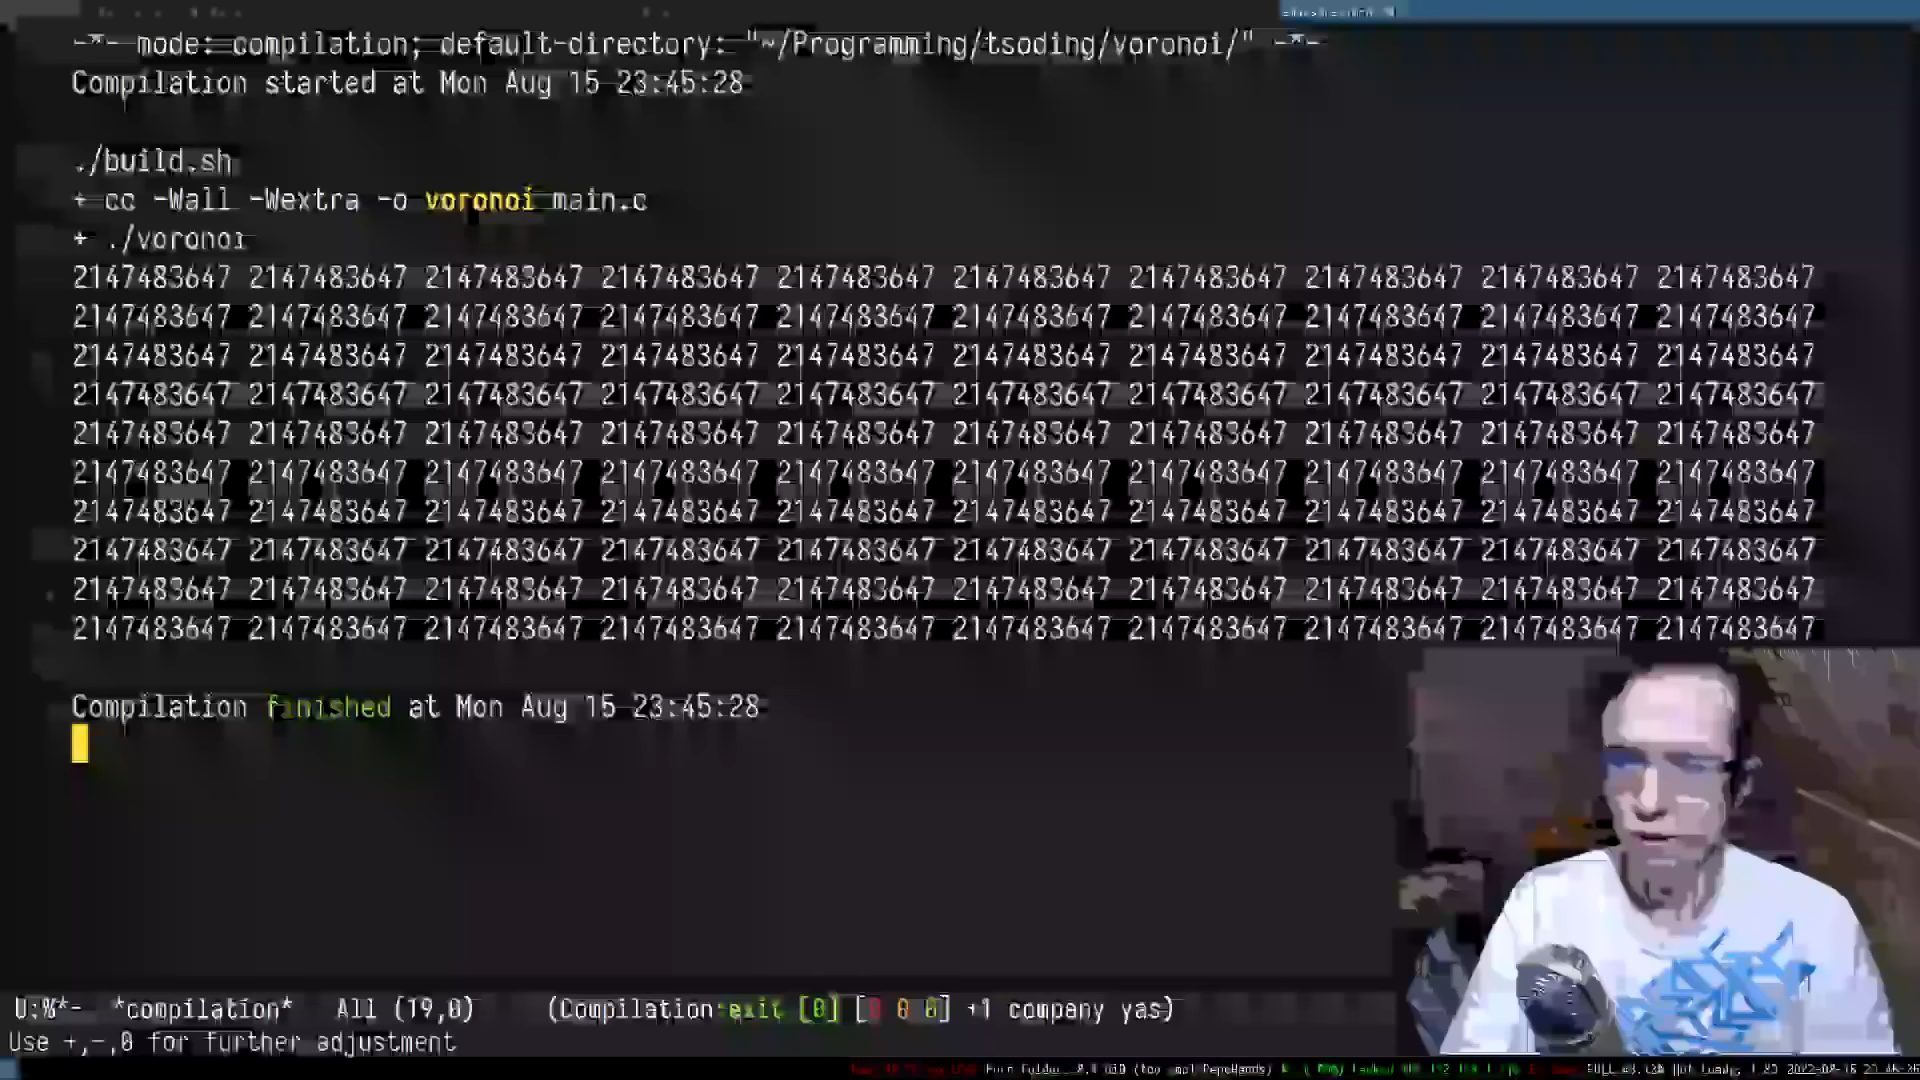 -*- mode: compilation; default-directory: "~/Programming/tsoding/voronoi/" -*-
Compilation started at Mon Aug 15 23:45:28
./build.sh
+ cc -Wall -Wextra -o voronoi main.c
+ ./voronoi
2147483647 2147483647 2147483647 2147483647 2147483647 2147483647 2147483647 2147483647 2147483647 2147483647
2147483647 2147483647 2147483647 2147483647 2147483647 2147483647 2147483647 2147483647 2147483647 2147483647
2147483647 2147483647 2147483647 2147483647 2147483647 2147483647 2147483647 2147483647 2147483647 2147483647
2147483647 2147483647 2147483647 2147483647 2147483647 2147483647 2147483647 2147483647 2147483647 2147483647
2147483647 2147483647 2147483647 2147483647 2147483647 2147483647 2147483647 2147483647 2147483647 2147483647
2147483647 2147483647 2147483647 2147483647 2147483647 2147483647 2147483647 2147483647 2147483647 2147483647
2147483647 2147483647 2147483647 2147483647 2147483647 2147483647 2147483647 2147483647 2147483647 2147483647
2147483647 2147483647 2147483647 2147483647 2147483647 2147483647 2147483647 2147483647 2147483647 2147483647
2147483647 2147483647 2147483647 2147483647 2147483647 2147483647 2147483647 2147483647 2147483647 2147483647
2147483647 2147483647 2147483647 2147483647 2147483647 2147483647 2147483647 2147483647 2147483647 2147483647
Compilation finished at Mon Aug 15 23:45:28
U:%*- *compilation* All (19,0) (Compilation:exit [0] [0 0 0] +1 company yas)
Use +,-,0 for further adjustment